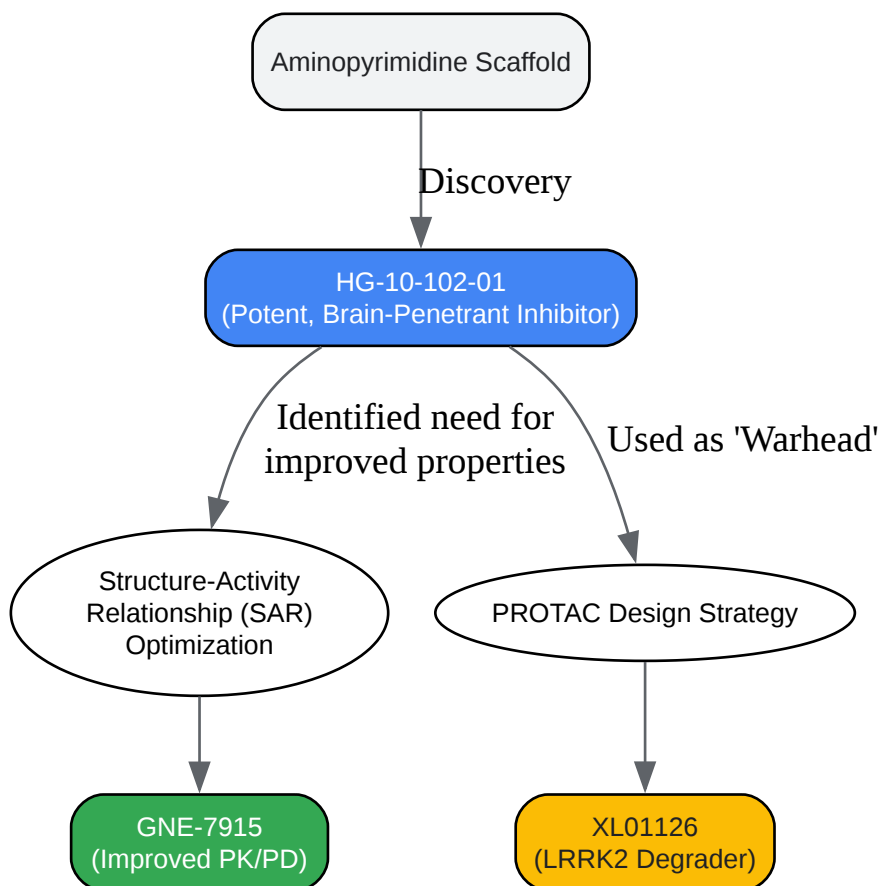 Aminopyrimidine Scaffold
Discovery
HG-10-102-01
(Potent, Brain-Penetrant Inhibitor)
Identified need for
improved properties
Used as 'Warhead'
Structure-Activity
Relationship (SAR)
Optimization
PROTAC Design Strategy
GNE-7915
(Improved PK/PD)
XL01126
(LRRK2 Degrader)